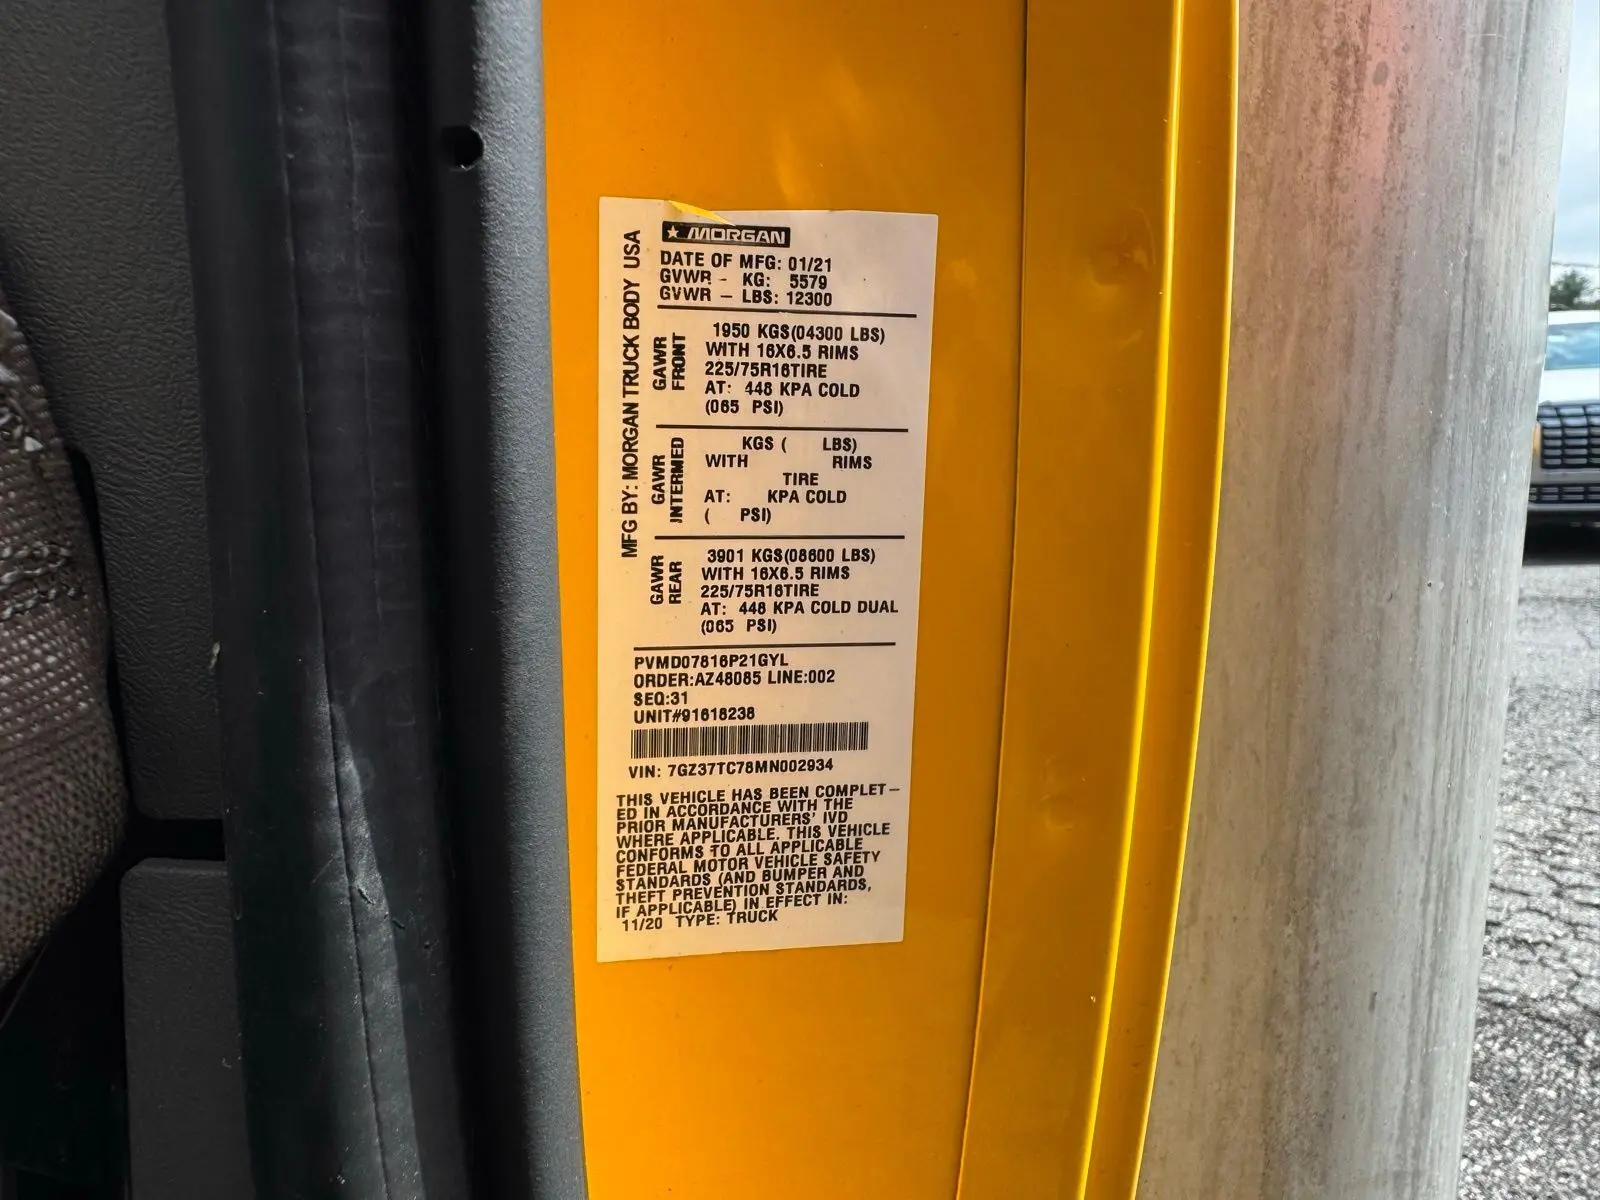 MORGAN
MFG BY: MORGAN TRUCK BODY USA
DATE OF MFG: 01/21
GVWR - KG: 5579
GVWR - LBS: 12300
GAWR FRONT
1950 KGS(04300 LBS)
WITH 16X6.5 RIMS
225/75R16TIRE
AT: 448 KPA COLD
(065 PSI)
GAWR INTERMED
KGS ( LBS)
WITH RIMS
TIRE
AT: KPA COLD
( PSI)
GAWR REAR
3901 KGS(08600 LBS)
WITH 16X6.5 RIMS
225/75R16TIRE
AT: 448 KPA COLD DUAL
(065 PSI)
PVMD07816P21GYL
ORDER:AZ48085 LINE:002
SEQ:31
UNIT#91618238
VIN: 7GZ37TC78MN002934
THIS VEHICLE HAS BEEN COMPLET-
ED IN ACCORDANCE WITH THE
PRIOR MANUFACTURERS' IVD
WHERE APPLICABLE. THIS VEHICLE
CONFORMS TO ALL APPLICABLE
FEDERAL MOTOR VEHICLE SAFETY
STANDARDS (AND BUMPER AND
THEFT PREVENTION STANDARDS,
IF APPLICABLE) IN EFFECT IN:
11/20 TYPE: TRUCK